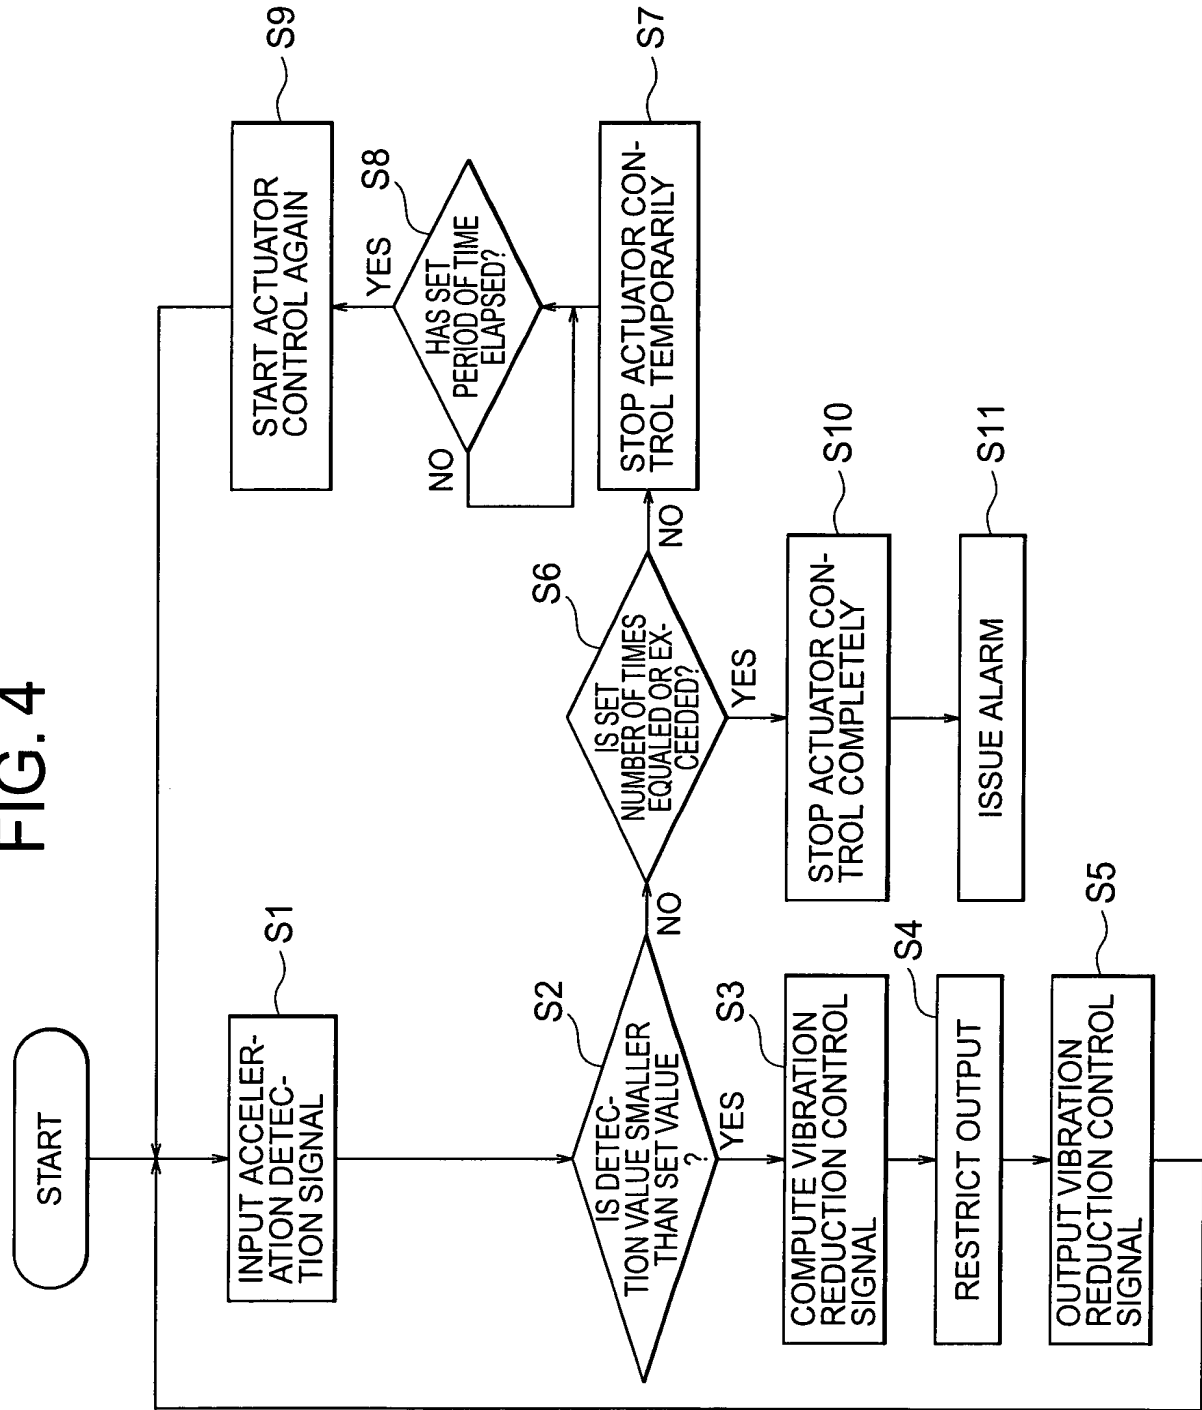 FIG. 4
START
INPUT ACCELER-
ATION DETEC-
TION SIGNAL
S1
IS DETEC-
TION VALUE SMALLER
THAN SET VALUE
?
S2
YES
NO
COMPUTE VIBRATION
REDUCTION CONTROL
SIGNAL
S3
RESTRICT OUTPUT
S4
OUTPUT VIBRATION
REDUCTION CONTROL
SIGNAL
S5
IS SET
NUMBER OF TIMES
EQUALED OR EX-
CEEDED?
S6
YES
NO
STOP ACTUATOR CON-
TROL TEMPORARILY
S7
HAS SET
PERIOD OF TIME
ELAPSED?
S8
YES
NO
START ACTUATOR
CONTROL AGAIN
S9
STOP ACTUATOR CON-
TROL COMPLETELY
S10
ISSUE ALARM
S11